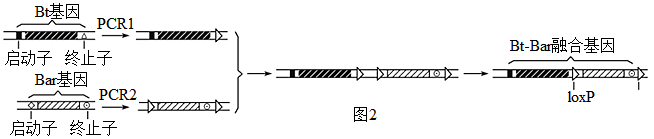 Bt基因
PCR1
启动子 终止子
Bar基因
PCR2
启动子 终止子
Bt-Bar融合基因
loxP
图2